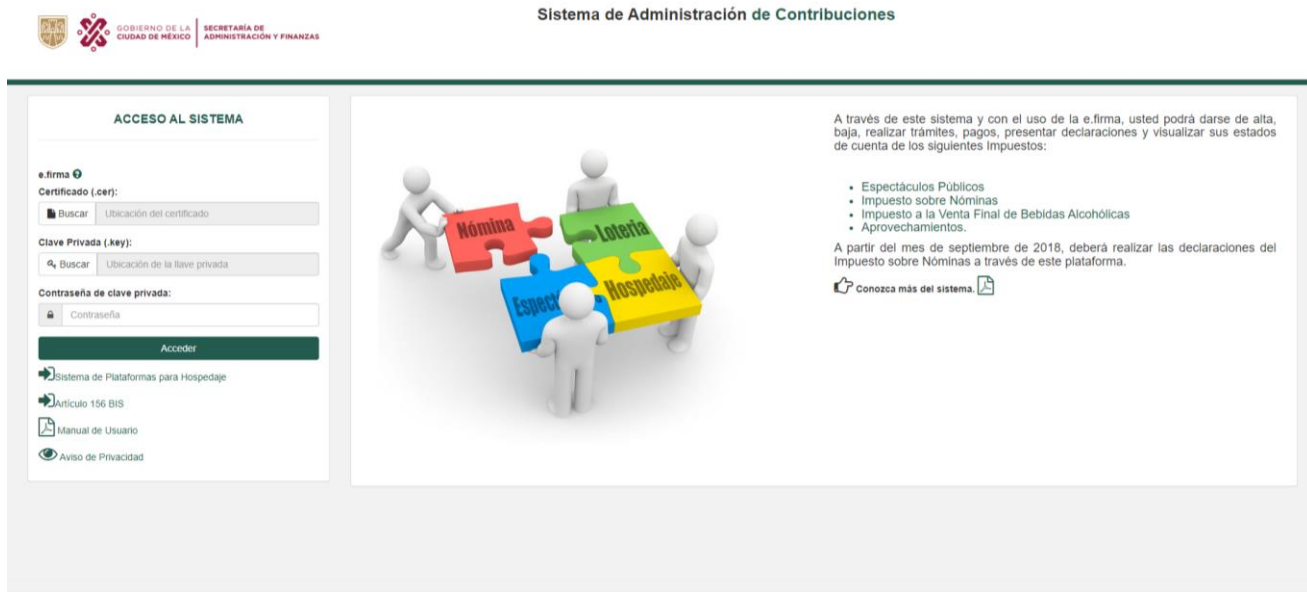 Sistema de Administración de Contribuciones
GOBIERNO DE LA
CIUDAD DE MÉXICO
SECRETARÍA DE
ADMINISTRACIÓN Y FINANZAS
ACCESO AL SISTEMA
e.firma
Certificado (.cer):
Buscar Ubicación del certificado
Clave Privada (.key):
Buscar Ubicación de la llave privada
Contraseña de clave privada:
Contraseña
Acceder
Sistema de Plataformas para Hospedaje
Artículo 156 BIS
Manual de Usuario
Aviso de Privacidad
Nómina
Lotería
Espect
Hospedaje
A través de este sistema y con el uso de la e.firma, usted podrá darse de alta,
baja, realizar trámites, pagos, presentar declaraciones y visualizar sus estados
de cuenta de los siguientes Impuestos:
• Espectáculos Públicos
• Impuesto sobre Nóminas
• Impuesto a la Venta Final de Bebidas Alcohólicas
• Aprovechamientos.
A partir del mes de septiembre de 2018, deberá realizar las declaraciones del
Impuesto sobre Nóminas a través de este plataforma.
Conozca más del sistema.